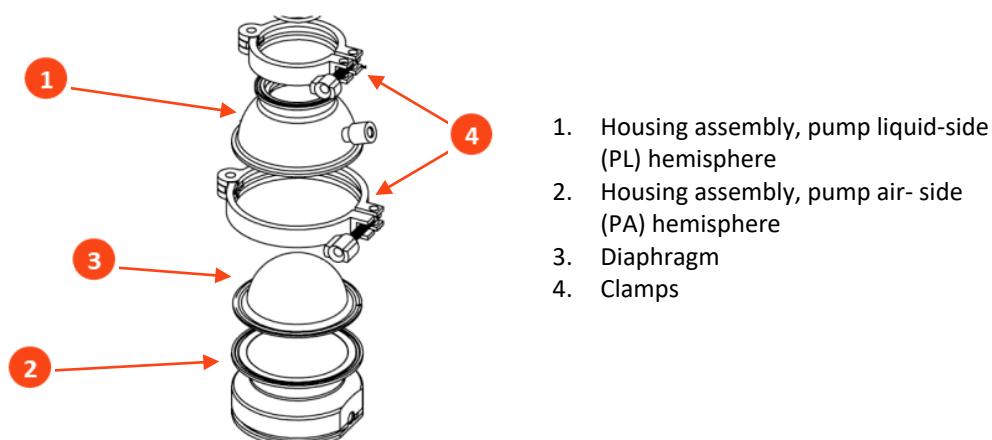 1
4
3
2
1. Housing assembly, pump liquid-side
(PL) hemisphere
2. Housing assembly, pump air- side
(PA) hemisphere
3. Diaphragm
4. Clamps